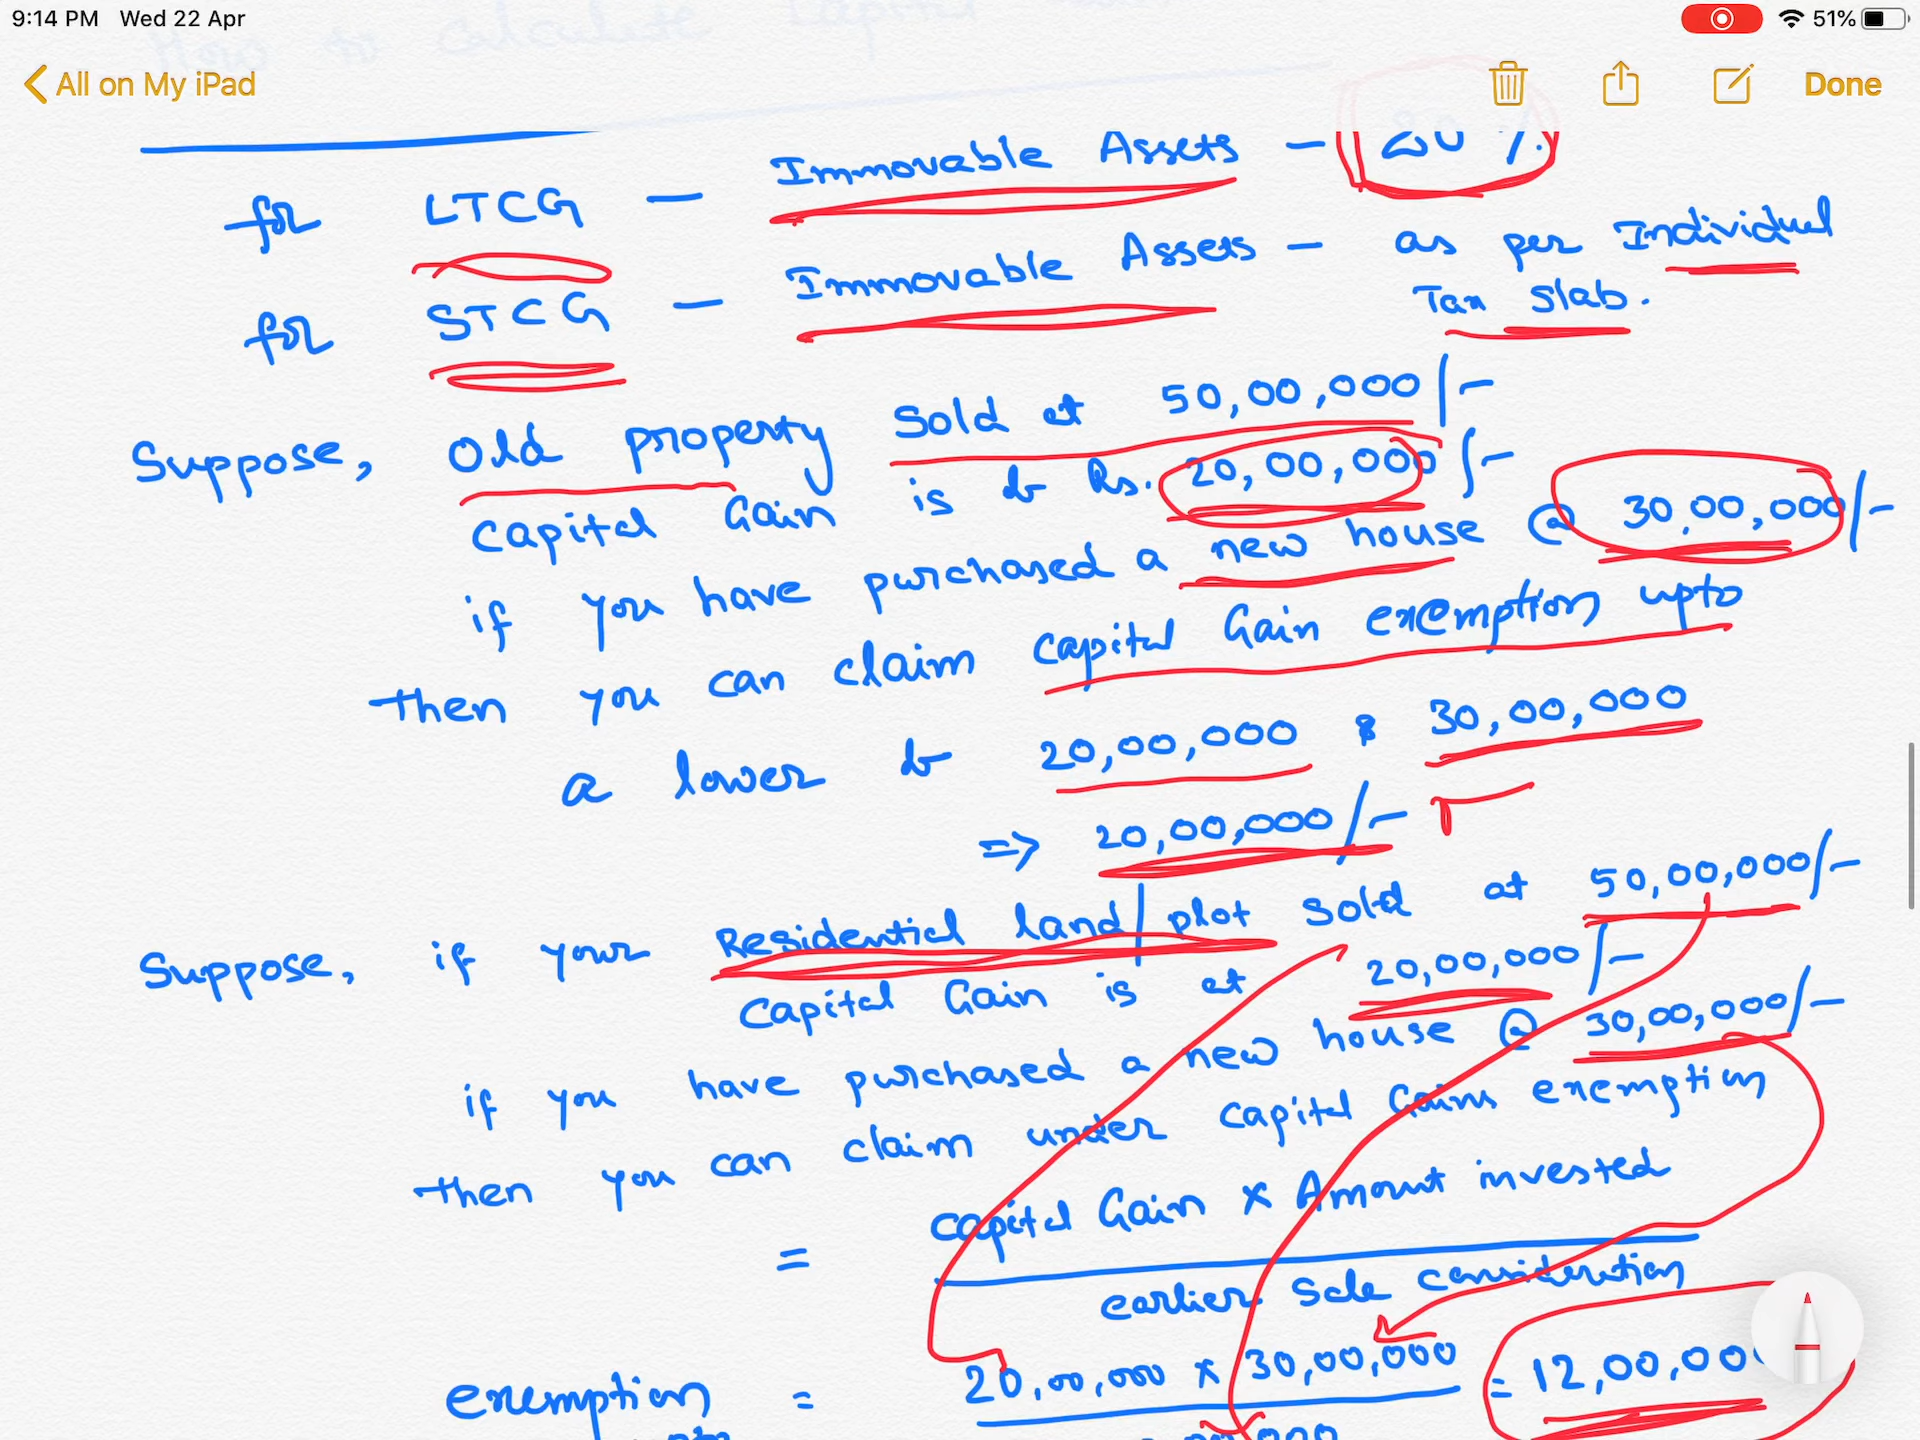 9:14 PM Wed 22 Apr
51%
All on My iPad
Done
for LTCG — Immovable Assets — 20 %.
for STCG — Immovable Assets — as per Individual
Tax Slab.
Suppose, Old property Sold at 50,00,000/-
Capital Gain is Rs. 20,00,000/-
if you have purchased a new house @ 30,00,000/-
then you can claim capital Gain exemption upto
a lower 20,00,000 & 30,00,000
=> 20,00,000/-
Suppose, if your Residential land/plot sold at 50,00,000/-
Capital Gain is at 20,00,000/-
if you have purchased a new house @ 30,00,000/-
then you can claim under capital Gains exemption
= Capital Gain x Amount invested
earlier Sale consideration
exemption = 20,00,000 x 30,00,000 = 12,00,00